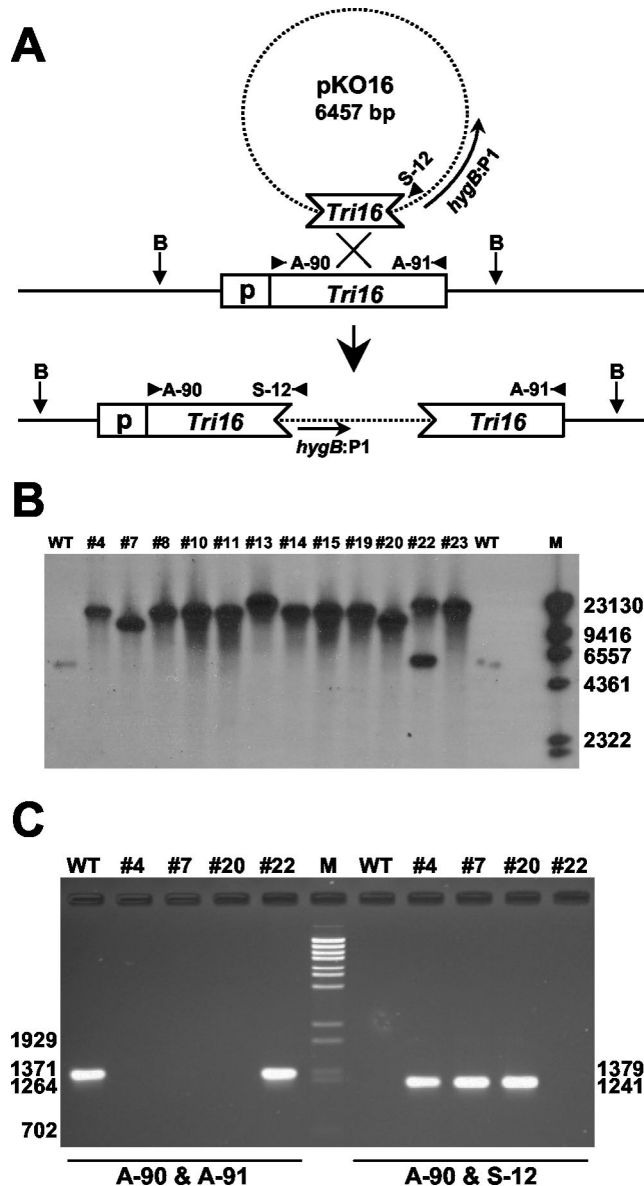 A
pKO16
6457 bp
S-12
hygB:P1
Tri16
B
A-90
A-91
B
p
Tri16
B
A-90
S-12
A-91
B
p
Tri16
Tri16
hygB:P1
B
WT #4 #7 #8 #10 #11 #13 #14 #15 #19 #20 #22 #23 WT M
23130
9416
6557
4361
2322
C
WT #4 #7 #20 #22 M WT #4 #7 #20 #22
1929
1371
1264
702
1379
1241
A-90 & A-91
A-90 & S-12